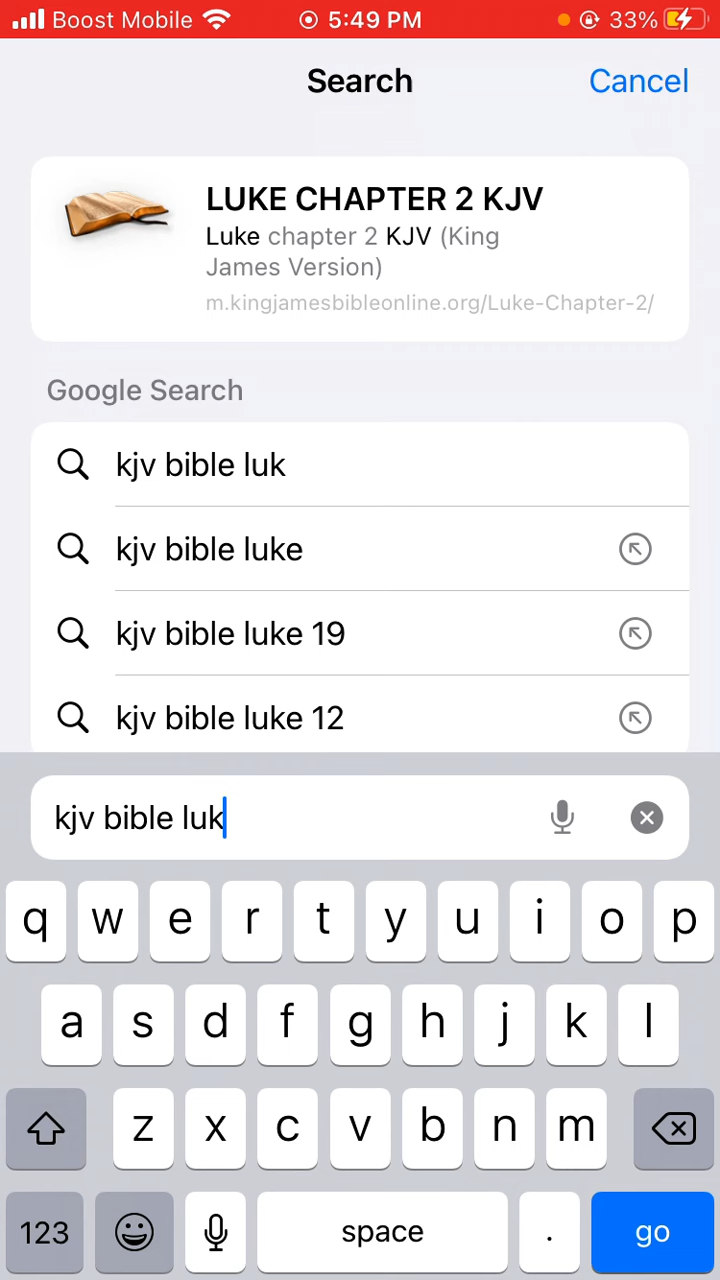 Boost Mobile 5:49 PM 33%
Search Cancel
LUKE CHAPTER 2 KJV
Luke chapter 2 KJV (King
James Version)
m.kingjamesbibleonline.org/Luke-Chapter-2/
Google Search
kjv bible luk
kjv bible luke
kjv bible luke 19
kjv bible luke 12
kjv bible luk
q w e r t y u i o p
a s d f g h j k l
z x c v b n m
123 space . go